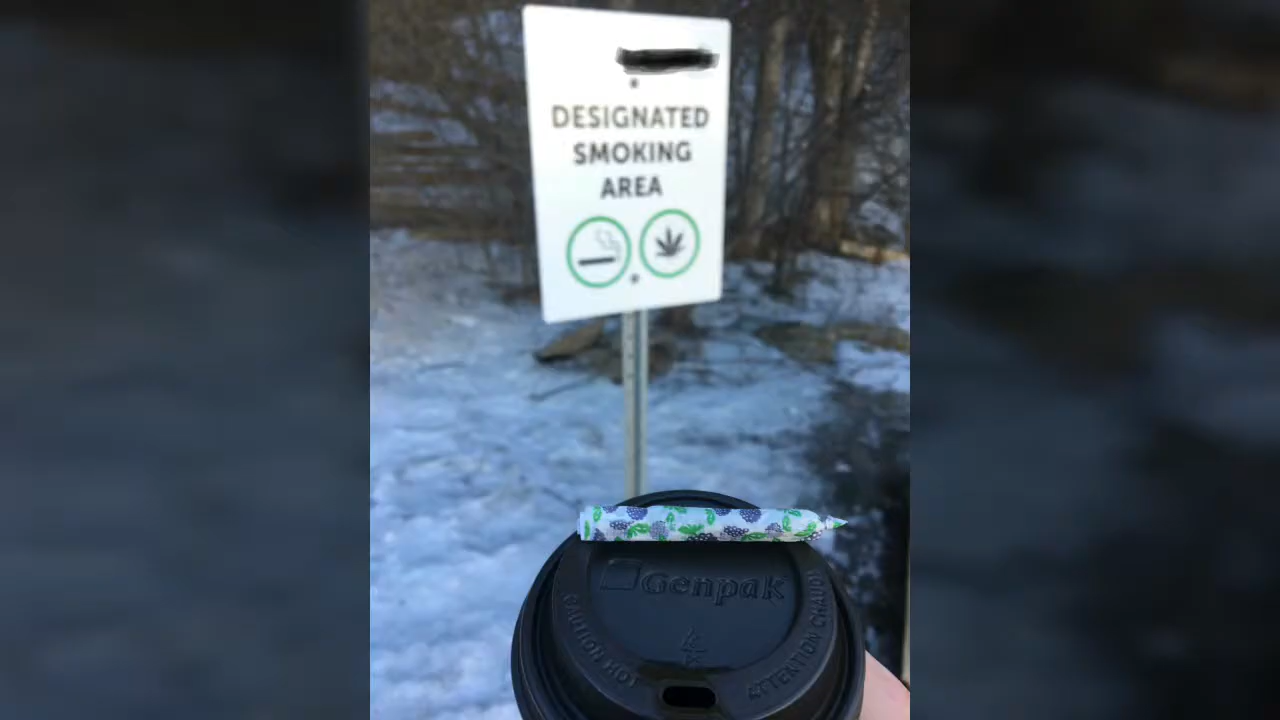 DESIGNATED
SMOKING
AREA
Genpak
CAUTION HOT
ATTENTION CHAUD